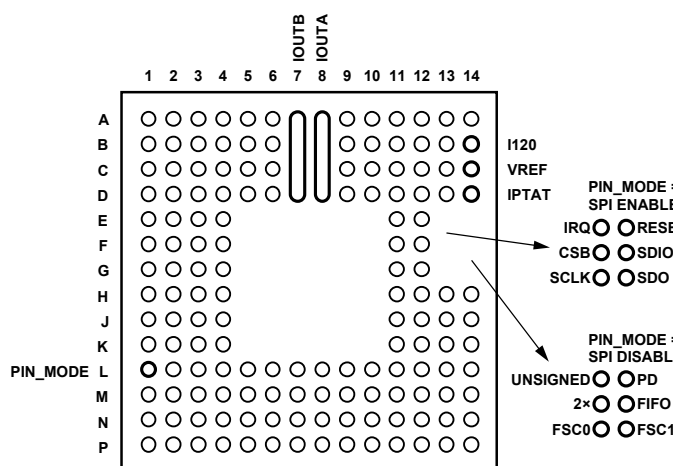 IOUTB
IOUTA
1 2 3 4 5 6 7 8 9 10 11 12 13 14
A
B I120
C VREF
D IPTAT
PIN_MODE =
SPI ENABLE
E
IRQ RESE
F
CSB SDIO
G
SCLK SDO
H
J
PIN_MODE =
SPI DISABL
K
PIN_MODE L
UNSIGNED PD
M
2× FIFO
N
FSC0 FSC1
P